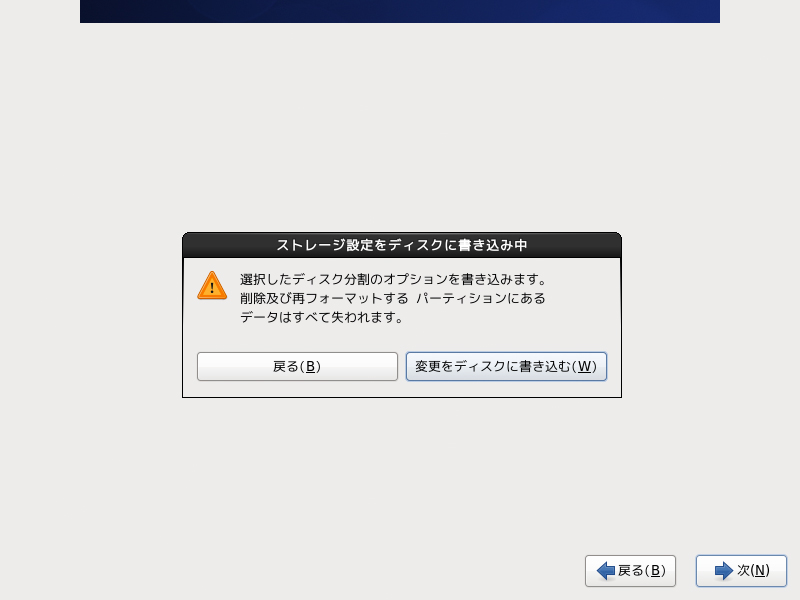 ストレージ設定をディスクに書き込み中
選択したディスク分割のオプションを書き込みます。
削除及び再フォーマットする パーティションにある
データはすべて失われます。
戻る(B)
変更をディスクに書き込む(W)
戻る(B)
次(N)